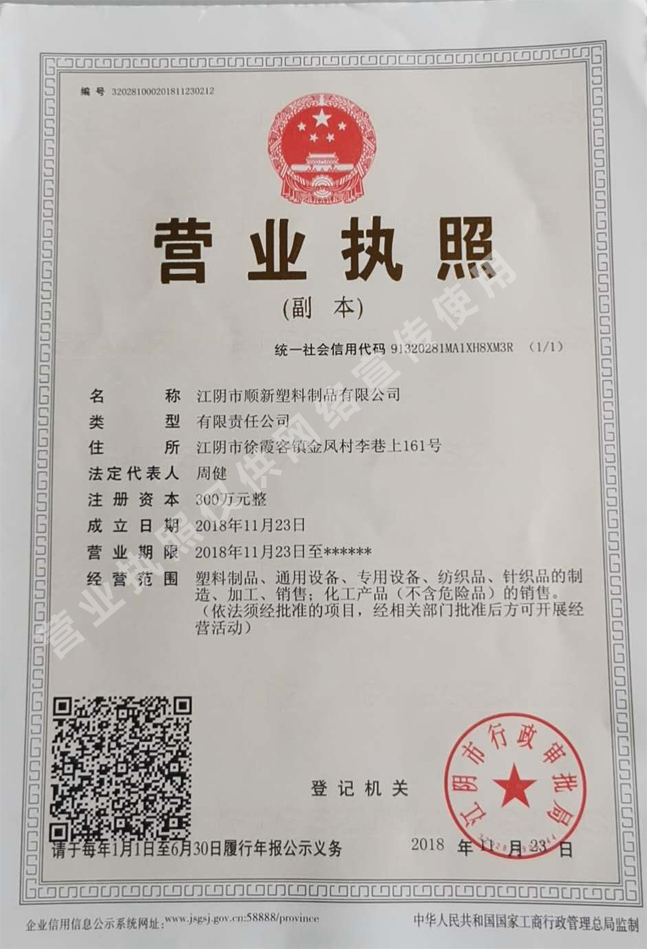 编 号 320281000201811230212
营业执照
(副 本)
统一社会信用代码 91320281MA1XH8XM3R (1/1)
名 称 江阴市顺新塑料制品有限公司
类 型 有限责任公司
住 所 江阴市徐霞客镇金凤村李巷上161号
法定代表人 周健
注册资本 300万元整
成立日期 2018年11月23日
营业期限 2018年11月23日至******
经营范围 塑料制品、通用设备、专用设备、纺织品、针织品的制
造、加工、销售；化工产品（不含危险品）的销售。
（依法须经批准的项目，经相关部门批准后方可开展经
营活动）
营业执照仅供网络宣传使用
登记机关
江阴市行政审批局
2018 年 11 月 23 日
请于每年1月1日至6月30日履行年报公示义务
企业信用信息公示系统网址: www.jsgsj.gov.cn:58888/province
中华人民共和国国家工商行政管理总局监制